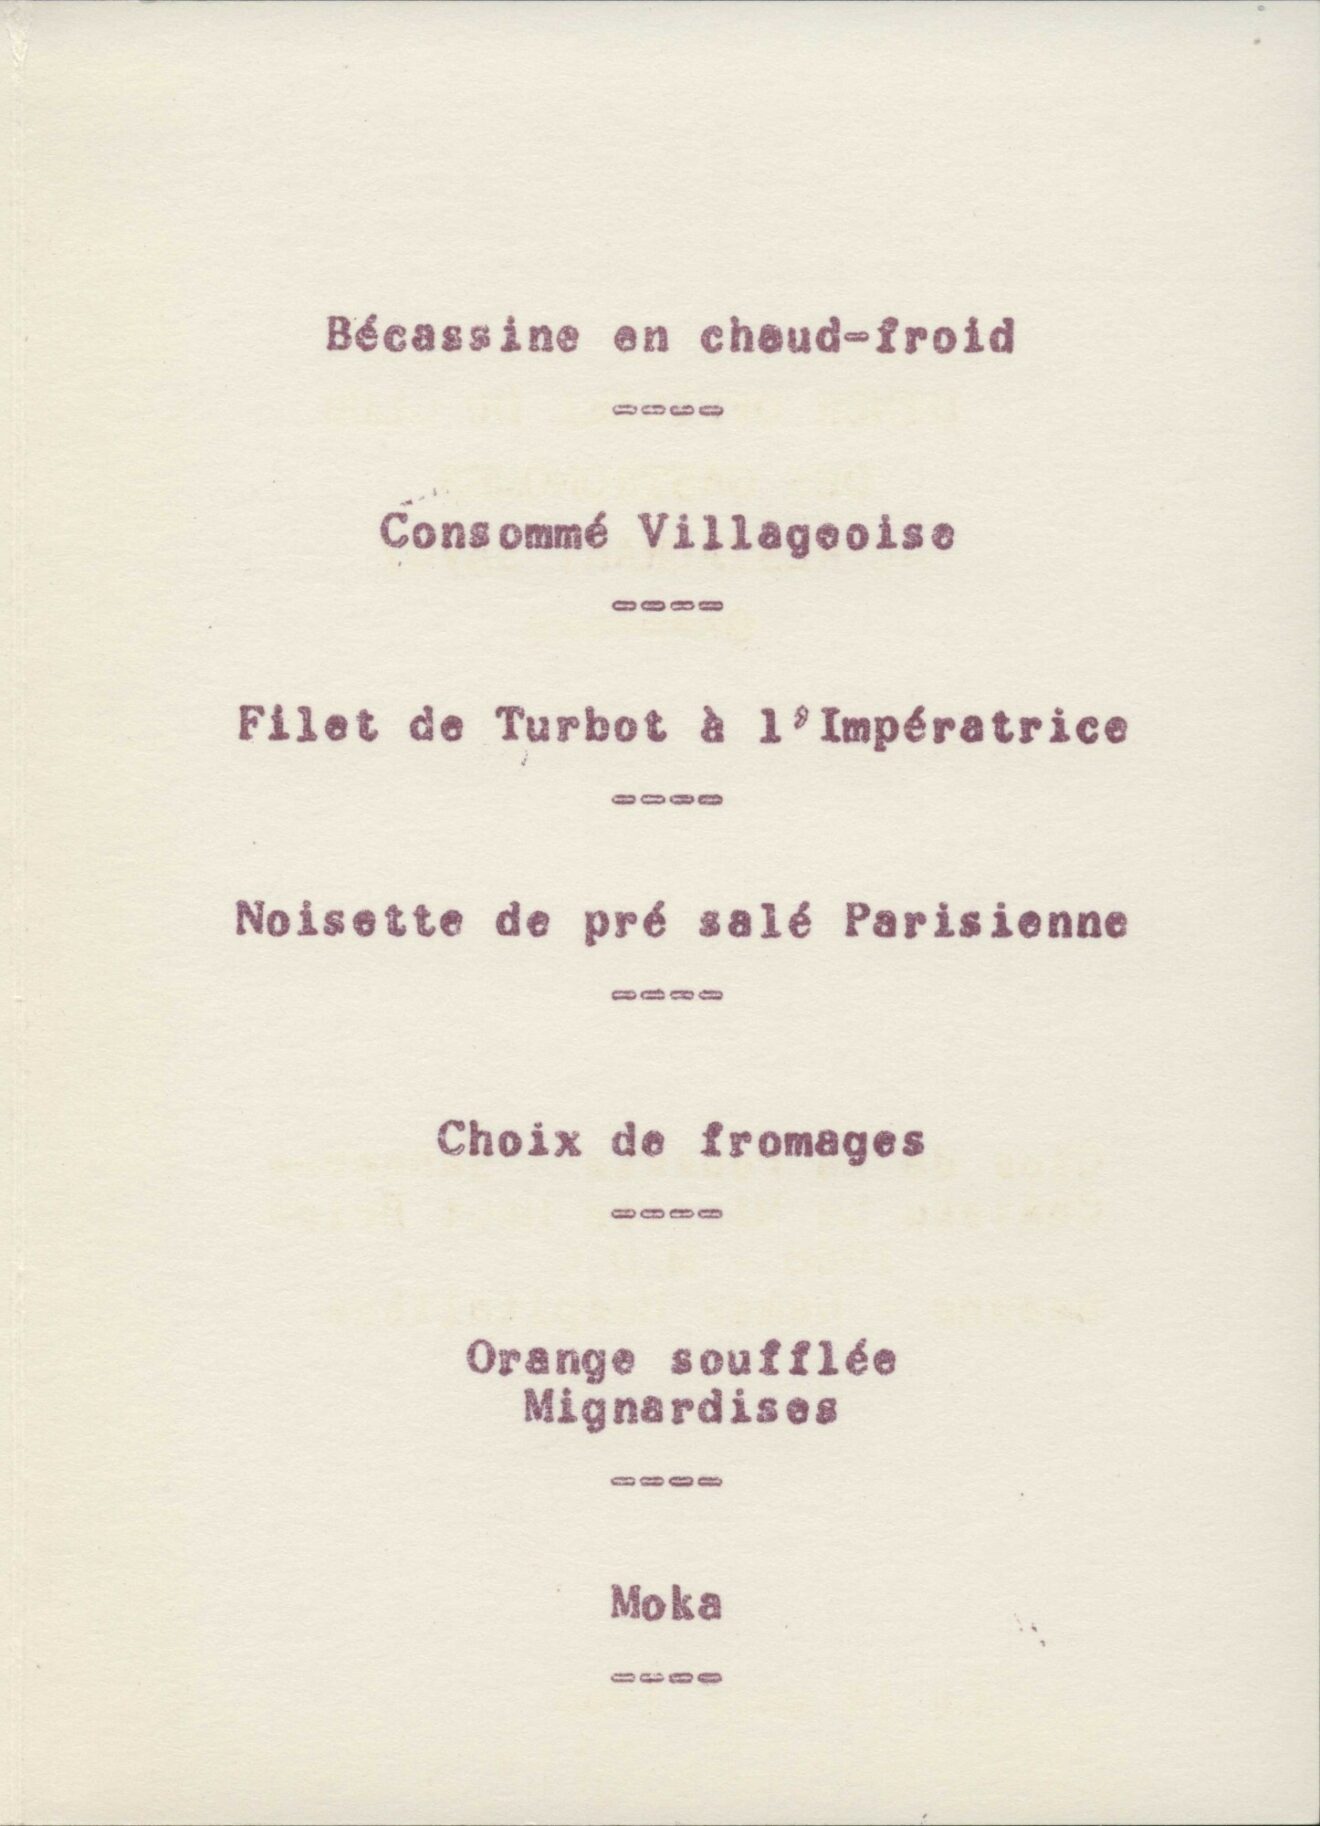 Bécassine en chaud-froid
----
Consommé Villageoise
----
Filet de Turbot à l'Impératrice
----
Noisette de pré salé Parisienne
----
Choix de fromages
----
Orange soufflée
Mignardises
----
Moka
----